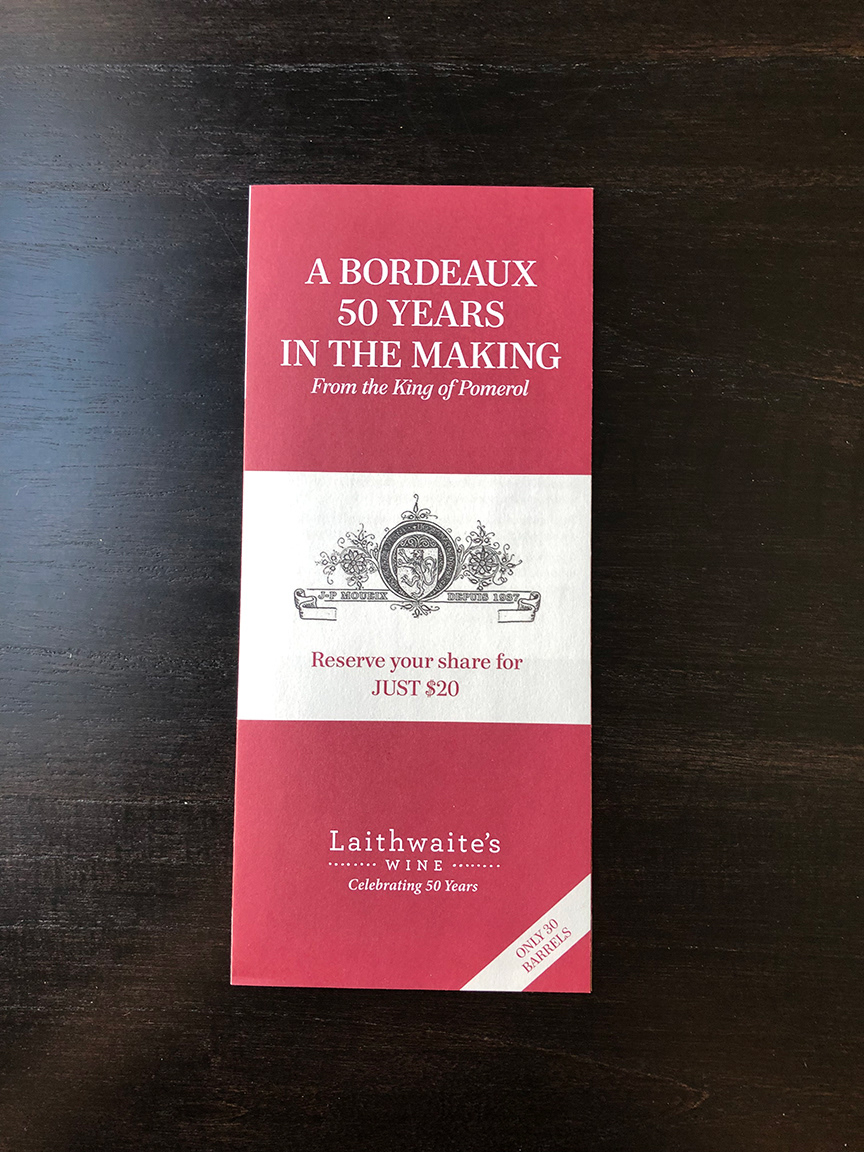 A BORDEAUX
50 YEARS
IN THE MAKING
From the King of Pomerol
J-P MOUEIX DEPUIS 1937
Reserve your share for
JUST $20
Laithwaite's
WINE
Celebrating 50 Years
ONLY 30
BARRELS